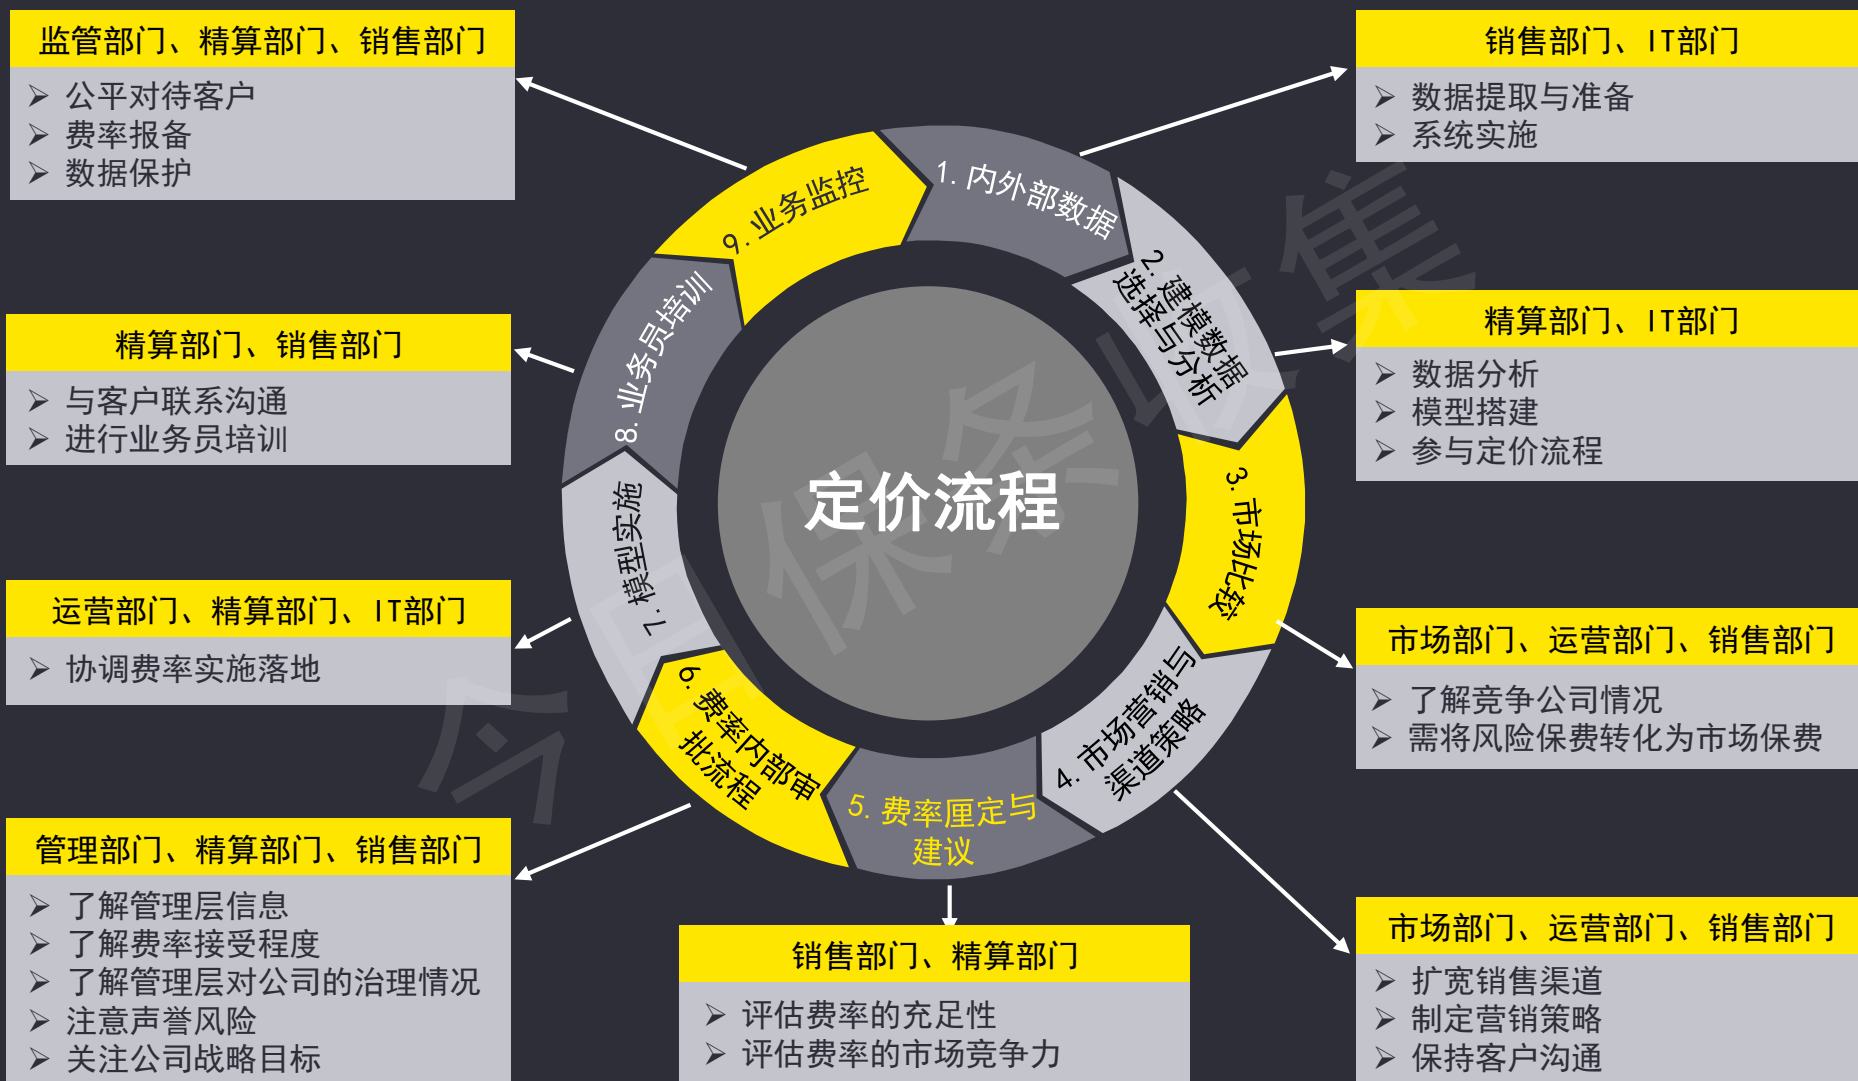 监管部门、精算部门、销售部门
➢ 公平对待客户
➢ 费率报备
➢ 数据保护
销售部门、IT部门
➢ 数据提取与准备
➢ 系统实施
精算部门、销售部门
➢ 与客户联系沟通
➢ 进行业务员培训
精算部门、IT部门
➢ 数据分析
➢ 模型搭建
➢ 参与定价流程
运营部门、精算部门、IT部门
➢ 协调费率实施落地
市场部门、运营部门、销售部门
➢ 了解竞争公司情况
➢ 需将风险保费转化为市场保费
管理部门、精算部门、销售部门
➢ 了解管理层信息
➢ 了解费率接受程度
➢ 了解管理层对公司的治理情况
➢ 注意声誉风险
➢ 关注公司战略目标
销售部门、精算部门
➢ 评估费率的充足性
➢ 评估费率的市场竞争力
市场部门、运营部门、销售部门
➢ 扩宽销售渠道
➢ 制定营销策略
➢ 保持客户沟通
定价流程
1. 内外部数据
2. 建模数据
选择与分析
3. 市场比较
4. 市场营销与
渠道策略
5. 费率厘定与
建议
6. 费率内部审
批流程
7. 模型实施
8. 业务员培训
9. 业务监控
今日保条收集